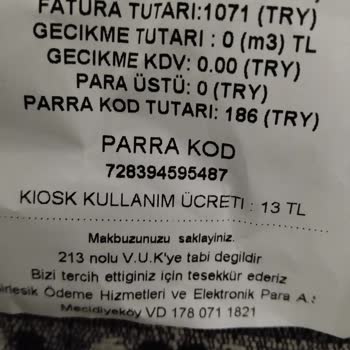 FATURA TUTARI:1071 (TRY)
GECIKME TUTARI : 0 (m3) TL
GECIKME KDV: 0.00 (TRY)
PARA ÜSTÜ: 0 (TRY)
PARRA KOD TUTARI: 186 (TRY)
PARRA KOD
728394595487
KIOSK KULLANIM ÜCRETI : 13 TL
Makbuzunuzu saklayiniz.
213 nolu V.U.K'ye tabi degildir
Bizi tercih ettiginiz için tesekkür ederiz
irlesik Ödeme Hizmetleri ve Elektronik Para A.Ş
Mecidiyeköy VD 178 071 1821